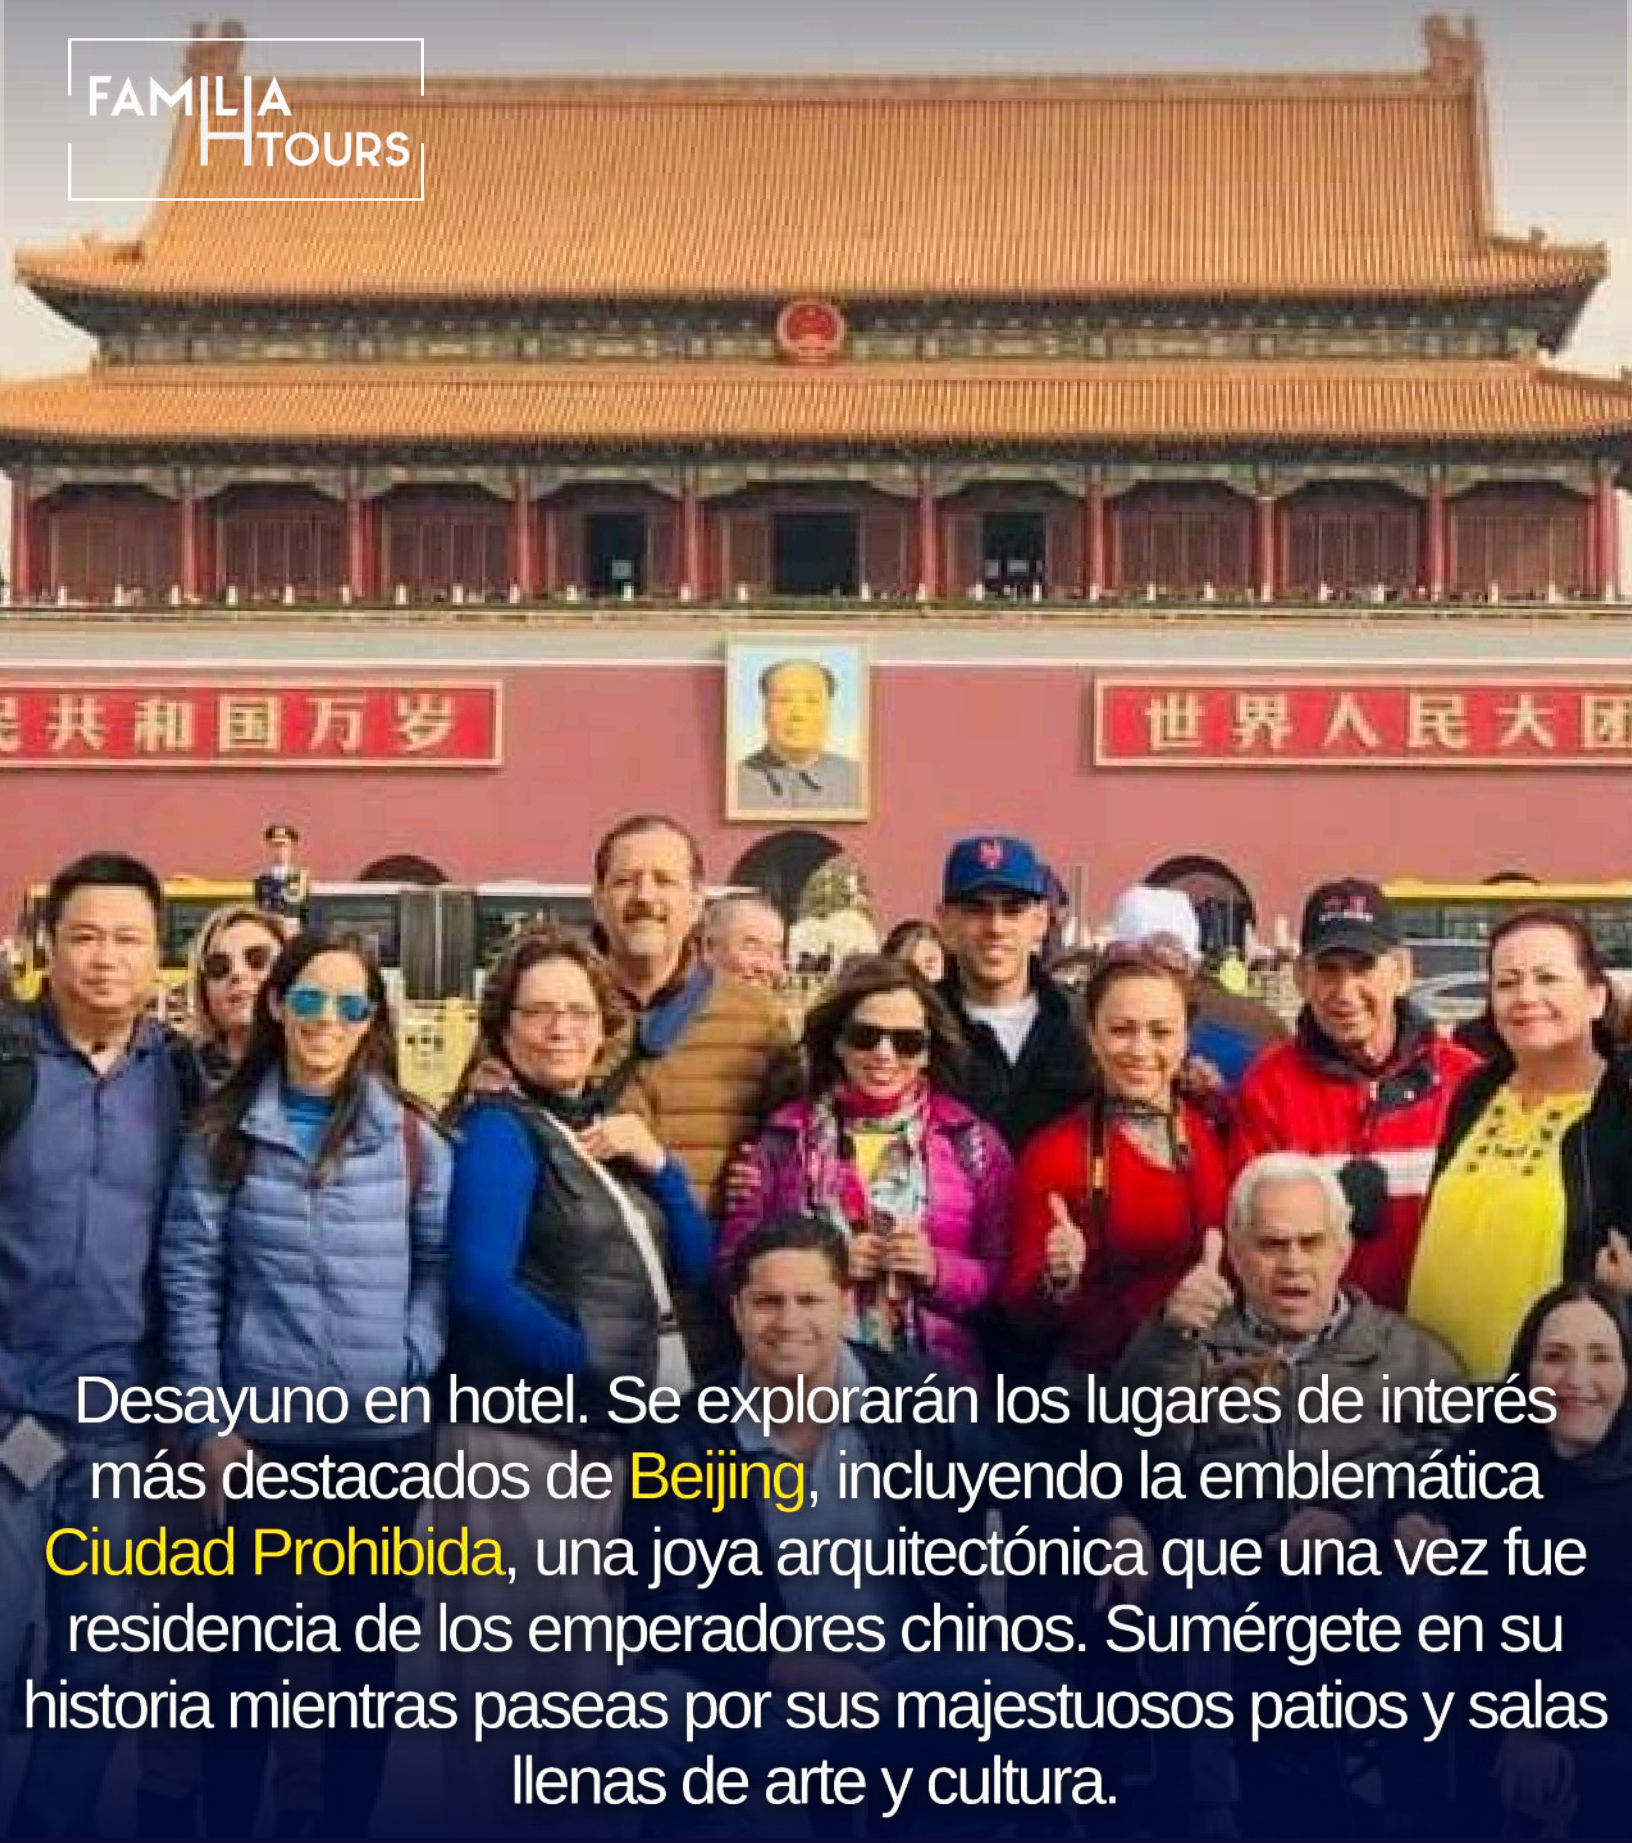 FAMILIA
H TOURS
民共和国万岁
世界人民大团
Desayuno en hotel. Se explorarán los lugares de interés
más destacados de Beijing, incluyendo la emblemática
Ciudad Prohibida, una joya arquitectónica que una vez fue
residencia de los emperadores chinos. Sumérgete en su
historia mientras paseas por sus majestuosos patios y salas
llenas de arte y cultura.